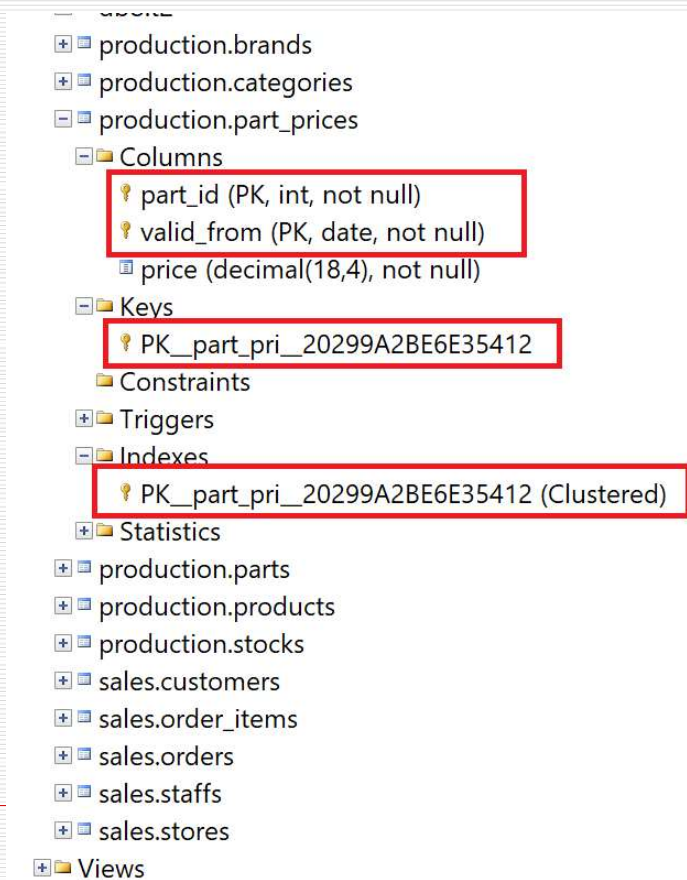 production.brands
production.categories
production.part_prices
Columns
part_id (PK, int, not null)
valid_from (PK, date, not null)
price (decimal(18,4), not null)
Keys
PK__part_pri__20299A2BE6E35412
Constraints
Triggers
Indexes
PK__part_pri__20299A2BE6E35412 (Clustered)
Statistics
production.parts
production.products
production.stocks
sales.customers
sales.order_items
sales.orders
sales.staffs
sales.stores
Views